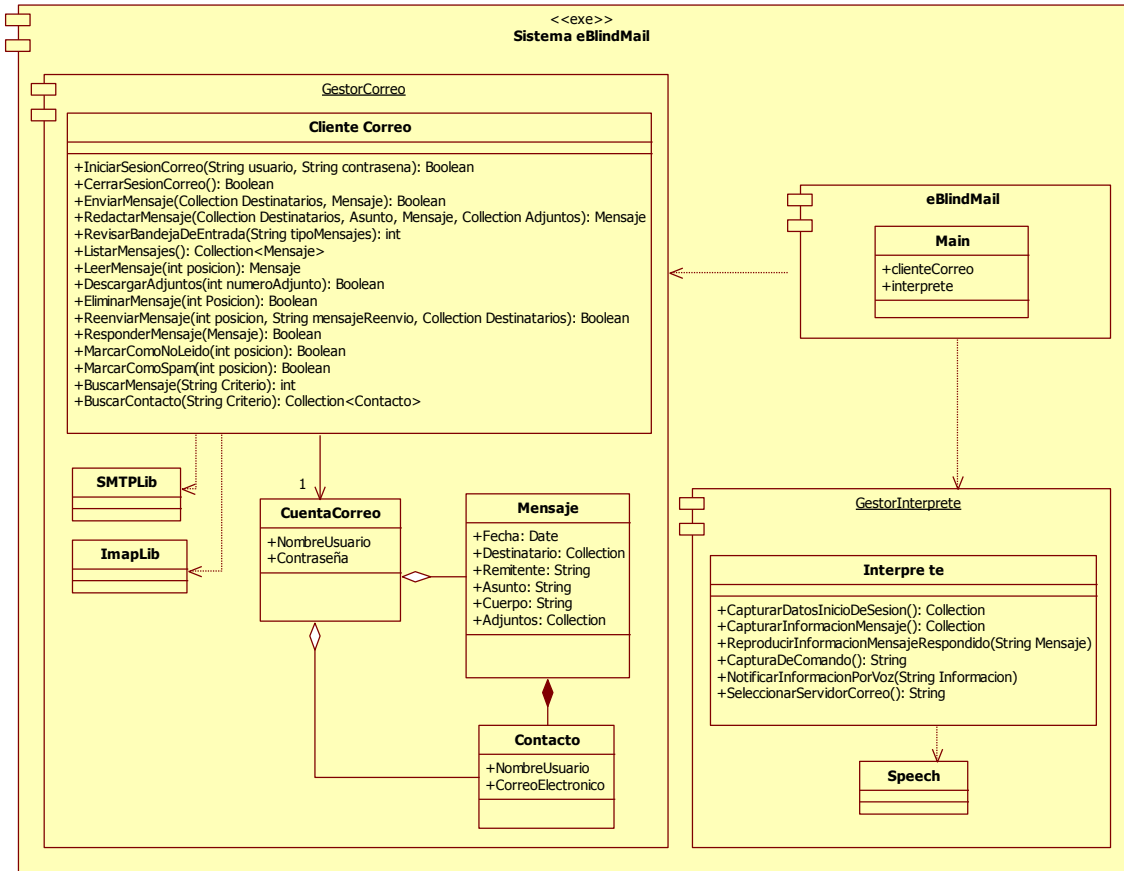 <<exe>>
Sistema eBlindMail
GestorCorreo
Cliente Correo
+IniciarSesionCorreo(String usuario, String contrasena): Boolean
+CerrarSesionCorreo(): Boolean
+EnviarMensaje(Collection Destinatarios, Mensaje): Boolean
+RedactarMensaje(Collection Destinatarios, Asunto, Mensaje, Collection Adjuntos): Mensaje
+RevisarBandejaDeEntrada(String tipoMensajes): int
+ListarMensajes(): Collection<Mensaje>
+LeerMensaje(int posicion): Mensaje
+DescargarAdjuntos(int numeroAdjunto): Boolean
+EliminarMensaje(int Posicion): Boolean
+ReenviarMensaje(int posicion, String mensajeReenvio, Collection Destinatarios): Boolean
+ResponderMensaje(Mensaje): Boolean
+MarcarComoNoLeido(int posicion): Boolean
+MarcarComoSpam(int posicion): Boolean
+BuscarMensaje(String Criterio): int
+BuscarContacto(String Criterio): Collection<Contacto>
SMTPLib
ImapLib
1
CuentaCorreo
+NombreUsuario
+Contraseña
Mensaje
+Fecha: Date
+Destinatario: Collection
+Remitente: String
+Asunto: String
+Cuerpo: String
+Adjuntos: Collection
Contacto
+NombreUsuario
+CorreoElectronico
eBlindMail
Main
+clienteCorreo
+interprete
GestorInterprete
Interpre te
+CapturarDatosInicioDeSesion(): Collection
+CapturarInformacionMensaje(): Collection
+ReproducirInformacionMensajeRespondido(String Mensaje)
+CapturaDeComando(): String
+NotificarInformacionPorVoz(String Informacion)
+SeleccionarServidorCorreo(): String
Speech